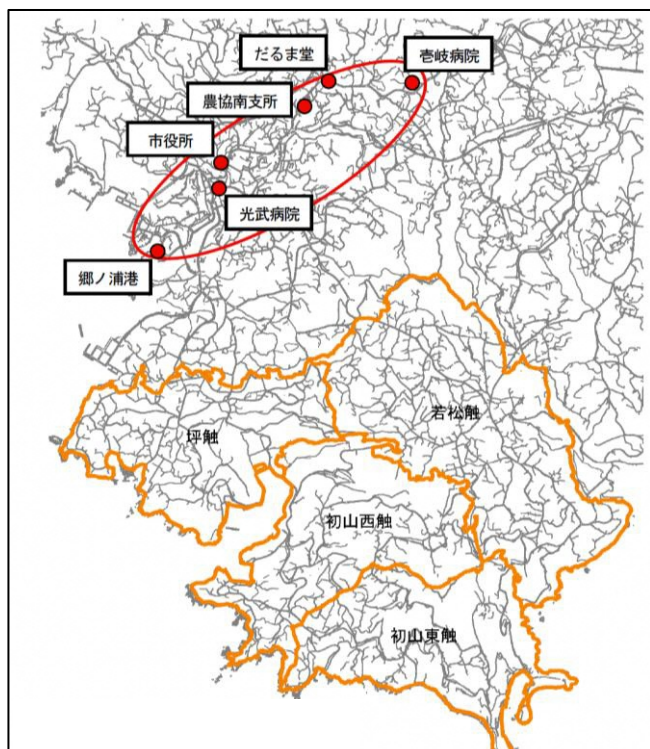 だるま堂
壱岐病院
農協南支所
市役所
光武病院
郷ノ浦港
若松触
坪触
初山西触
初山東触